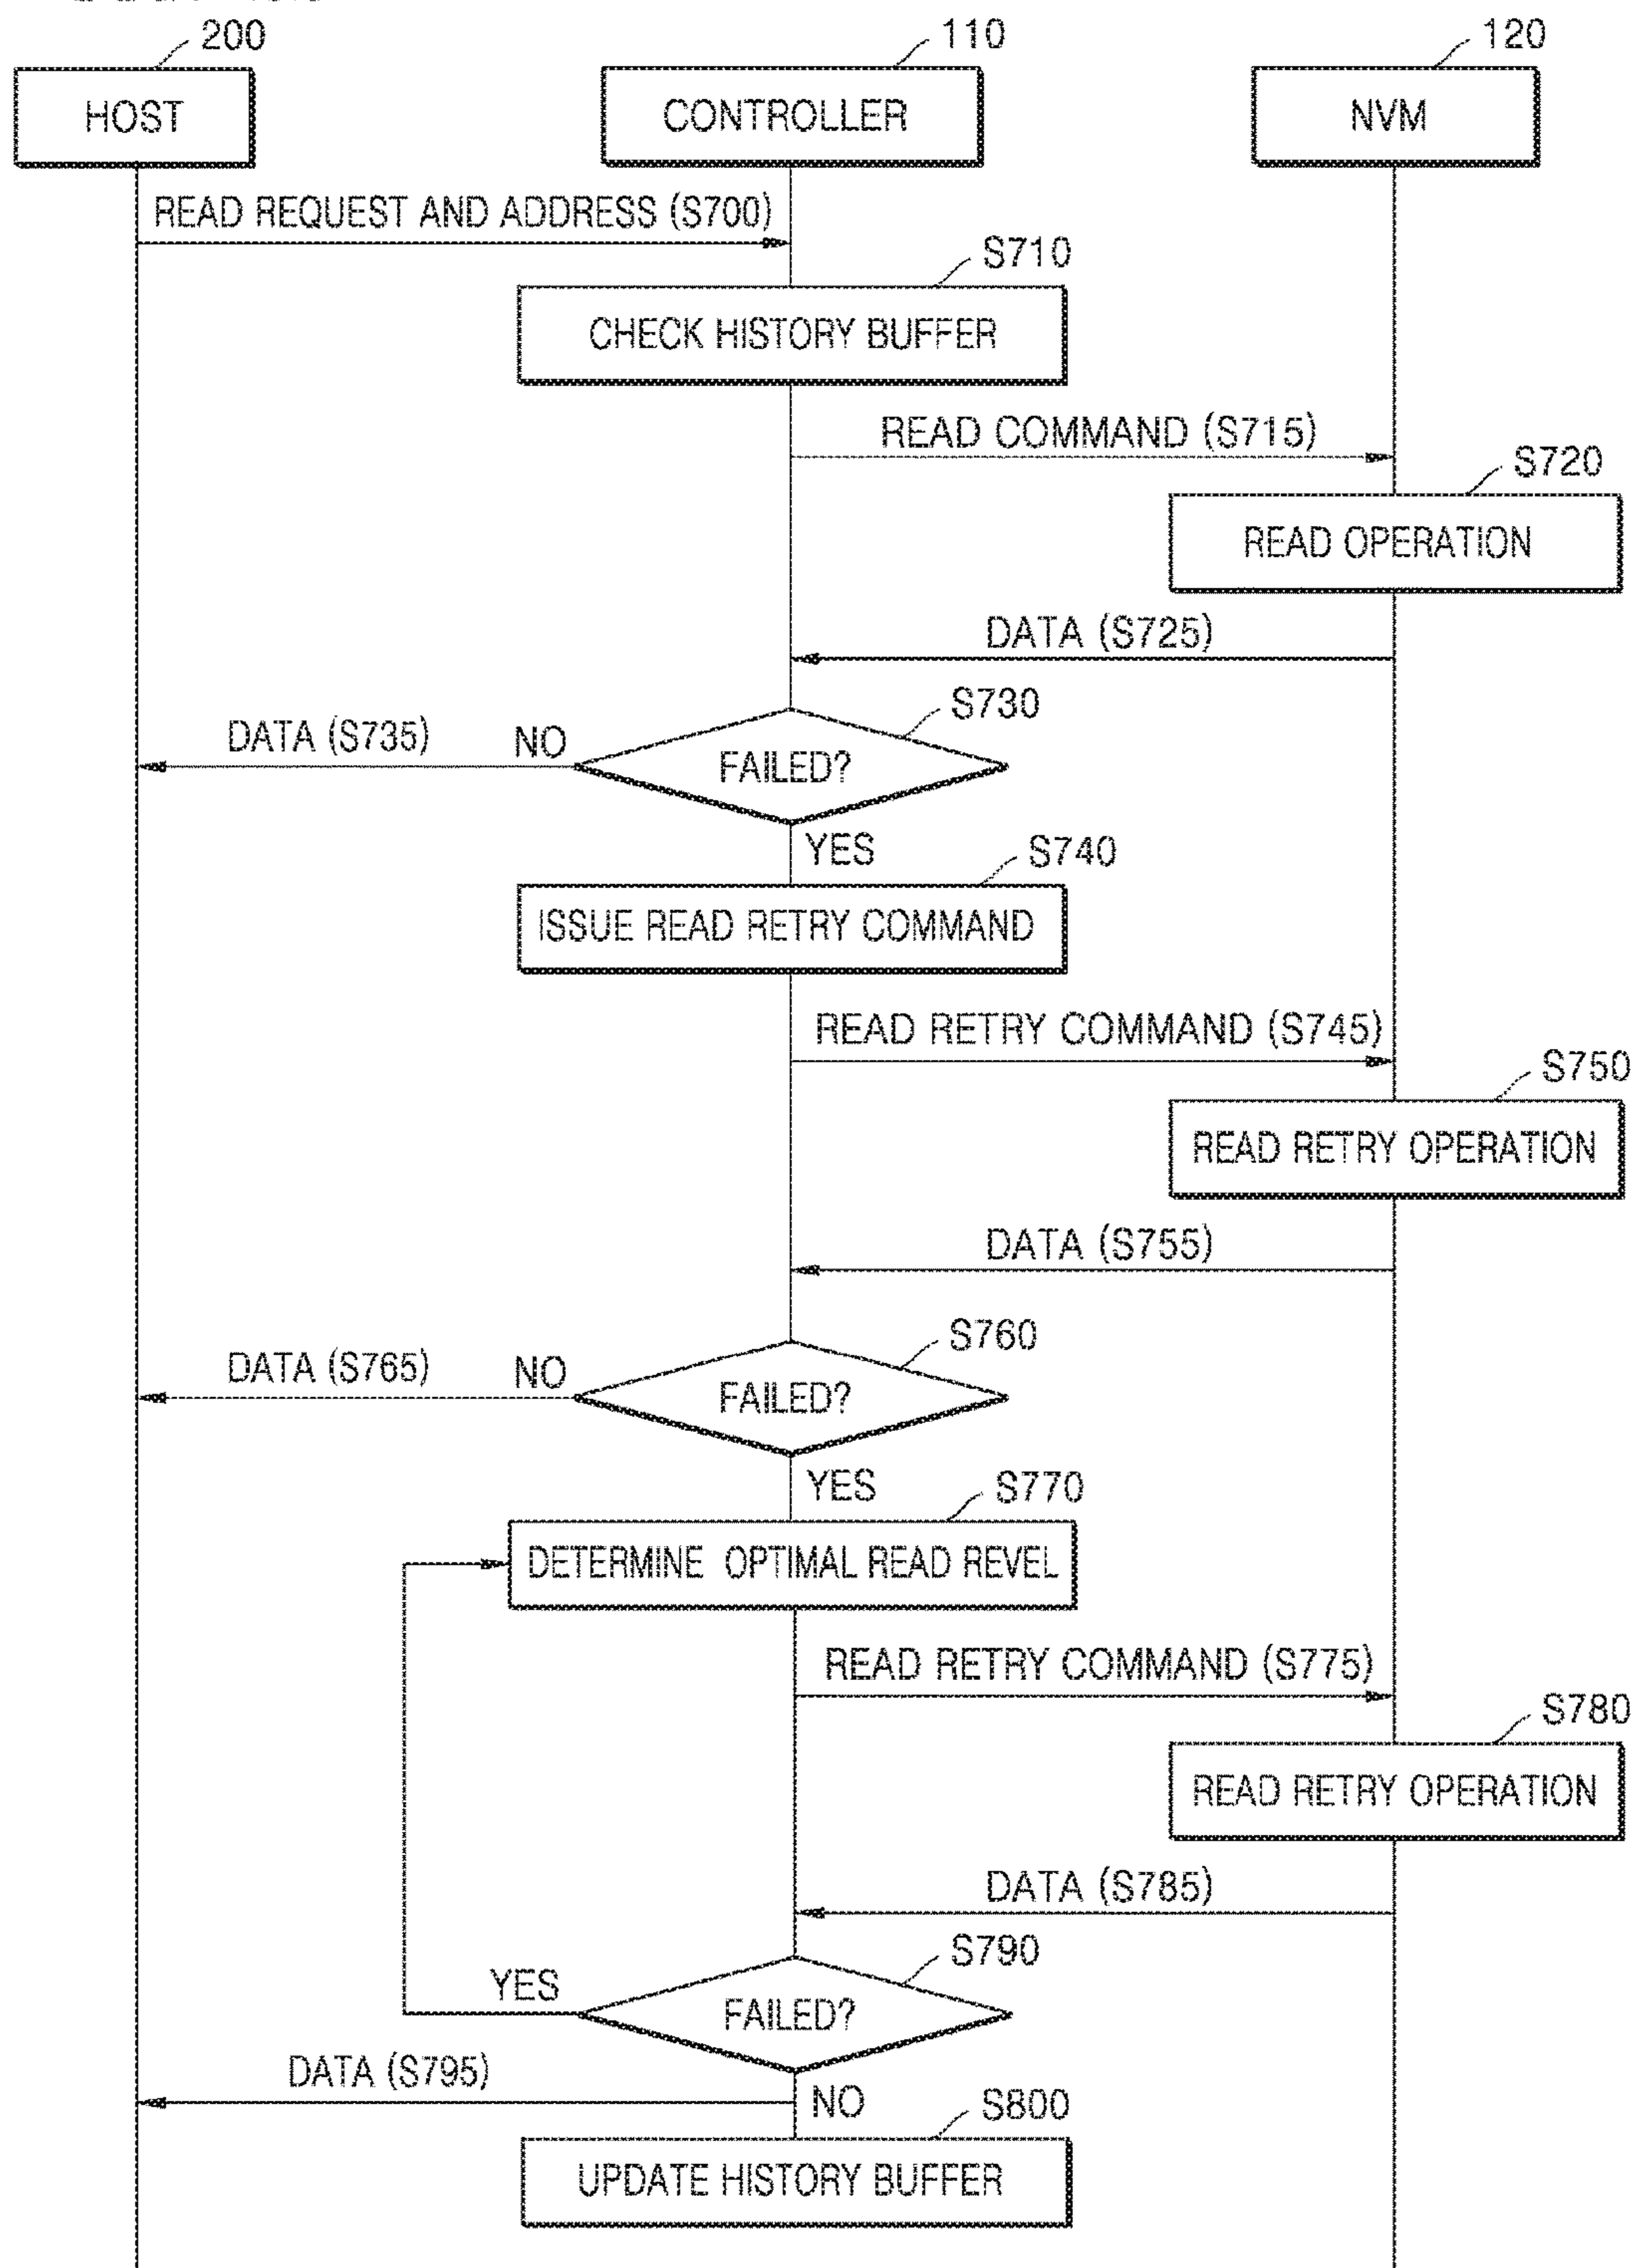 200
110
120
HOST
CONTROLLER
NVM
READ REQUEST AND ADDRESS (S700)
S710
CHECK HISTORY BUFFER
READ COMMAND (S715)
S720
READ OPERATION
DATA (S725)
S730
DATA (S735)
NO
FAILED?
YES
S740
ISSUE READ RETRY COMMAND
READ RETRY COMMAND (S745)
S750
READ RETRY OPERATION
DATA (S755)
S760
DATA (S765)
NO
FAILED?
YES
S770
DETERMINE OPTIMAL READ REVEL
READ RETRY COMMAND (S775)
S780
READ RETRY OPERATION
DATA (S785)
S790
YES
FAILED?
DATA (S795)
NO
S800
UPDATE HISTORY BUFFER